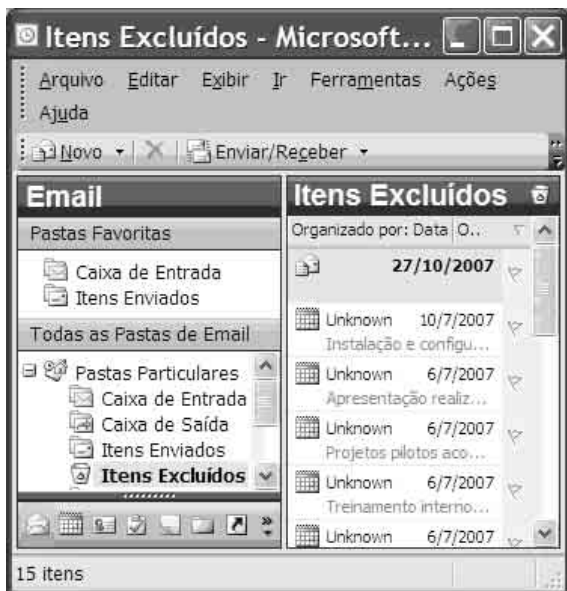 Itens Excluídos - Microsoft...
Arquivo Editar Exibir Ir Ferramentas Ações
Ajuda
Novo Enviar/Receber
Email
Pastas Favoritas
Caixa de Entrada
Itens Enviados
Todas as Pastas de Email
Pastas Particulares
Caixa de Entrada
Caixa de Saída
Itens Enviados
Itens Excluídos
Itens Excluídos
Organizado por: Data O..
27/10/2007
Unknown 10/7/2007
Instalação e configu...
Unknown 6/7/2007
Apresentação realiz...
Unknown 6/7/2007
Projetos pilotos aco...
Unknown 6/7/2007
Treinamento interno...
Unknown 6/7/2007
15 itens